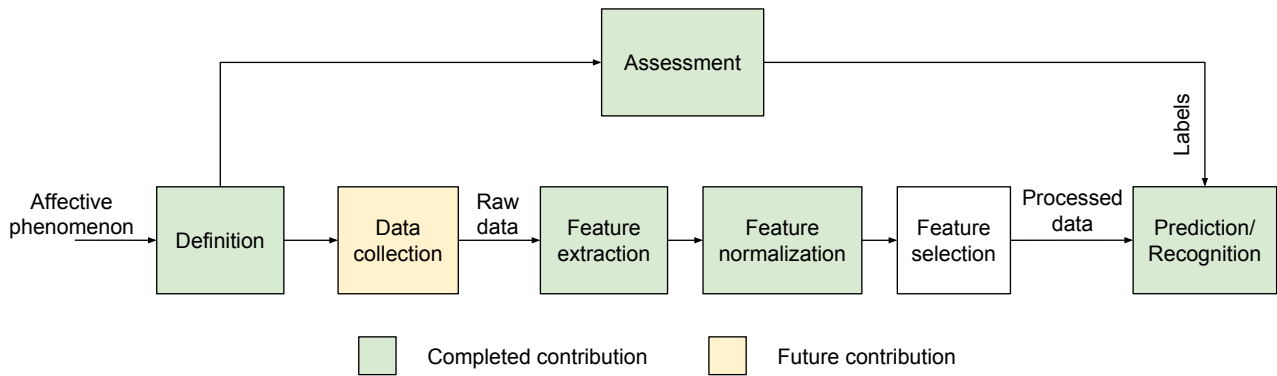 Assessment
Labels
Affective
phenomenon
Definition
Data
collection
Raw
data
Feature
extraction
Feature
normalization
Feature
selection
Processed
data
Prediction/
Recognition
Completed contribution
Future contribution